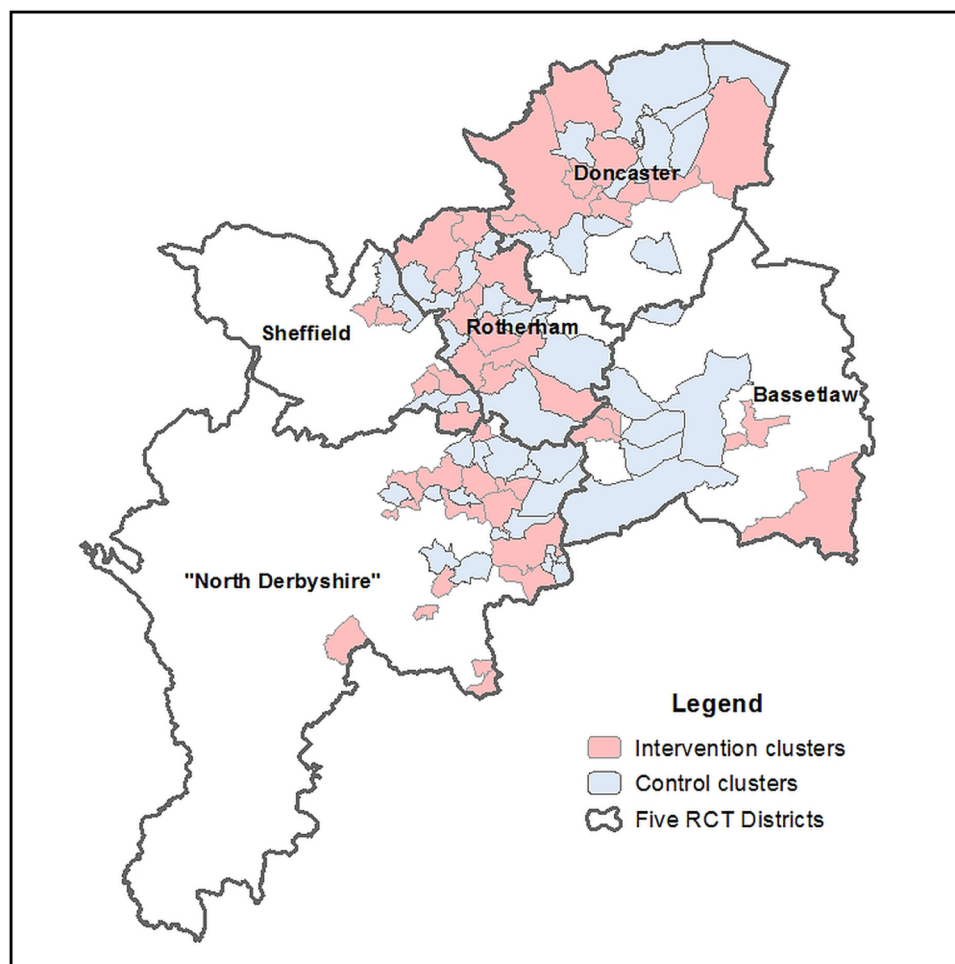 Doncaster
Sheffield
Rotherham
Bassetlaw
"North Derbyshire"
Legend
Intervention clusters
Control clusters
Five RCT Districts